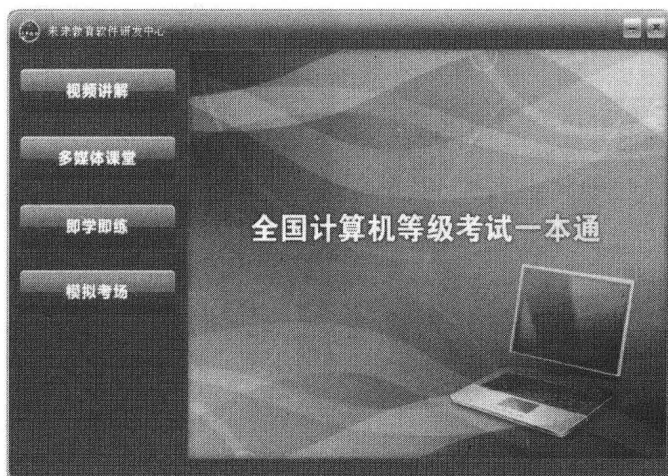 未来教育软件研发中心
视频讲解
多媒体课堂
即学即练
模拟考场
全国计算机等级考试一本通